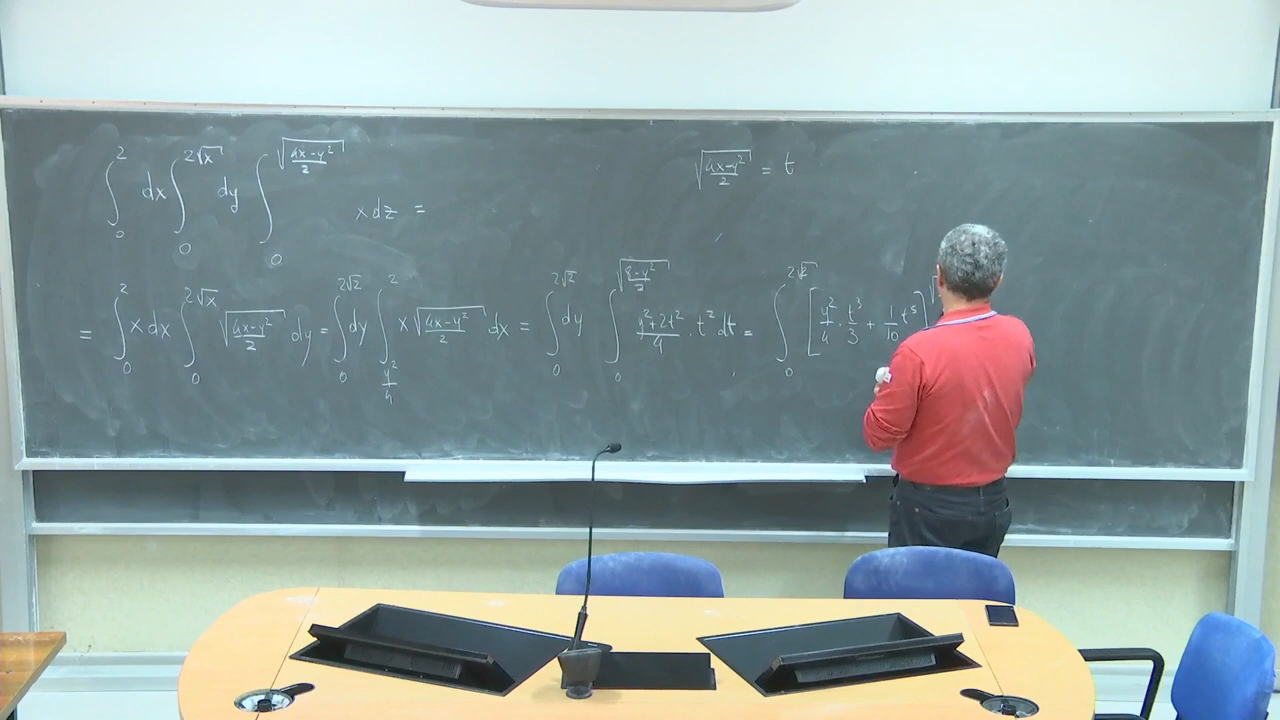 ∫₀² dx ∫₀^{2√x} dy ∫₀^{√((4x-y²)/2)} x dz =
√((4x-y²)/2) = t
= ∫₀² x dx ∫₀^{2√x} √((4x-y²)/2) dy = ∫₀^{2√2} dy ∫_{y²/4}^{2} x √((4x-y²)/2) dx = ∫₀^{2√2} dy ∫₀^{√((8-y²)/2)} (y²+2t²)/4 · t² dt = ∫₀^{2√2} [y²/4 · t³/3 + 1/10 t⁵]